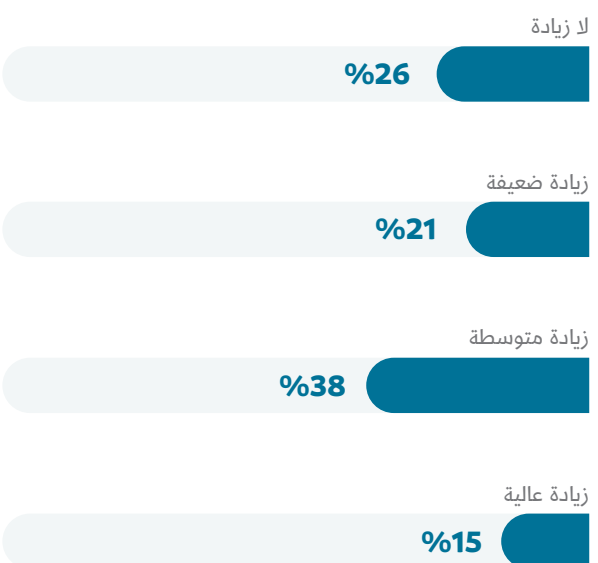 لا زيادة
%26
زيادة ضعيفة
%21
زيادة متوسطة
%38
زيادة عالية
%15